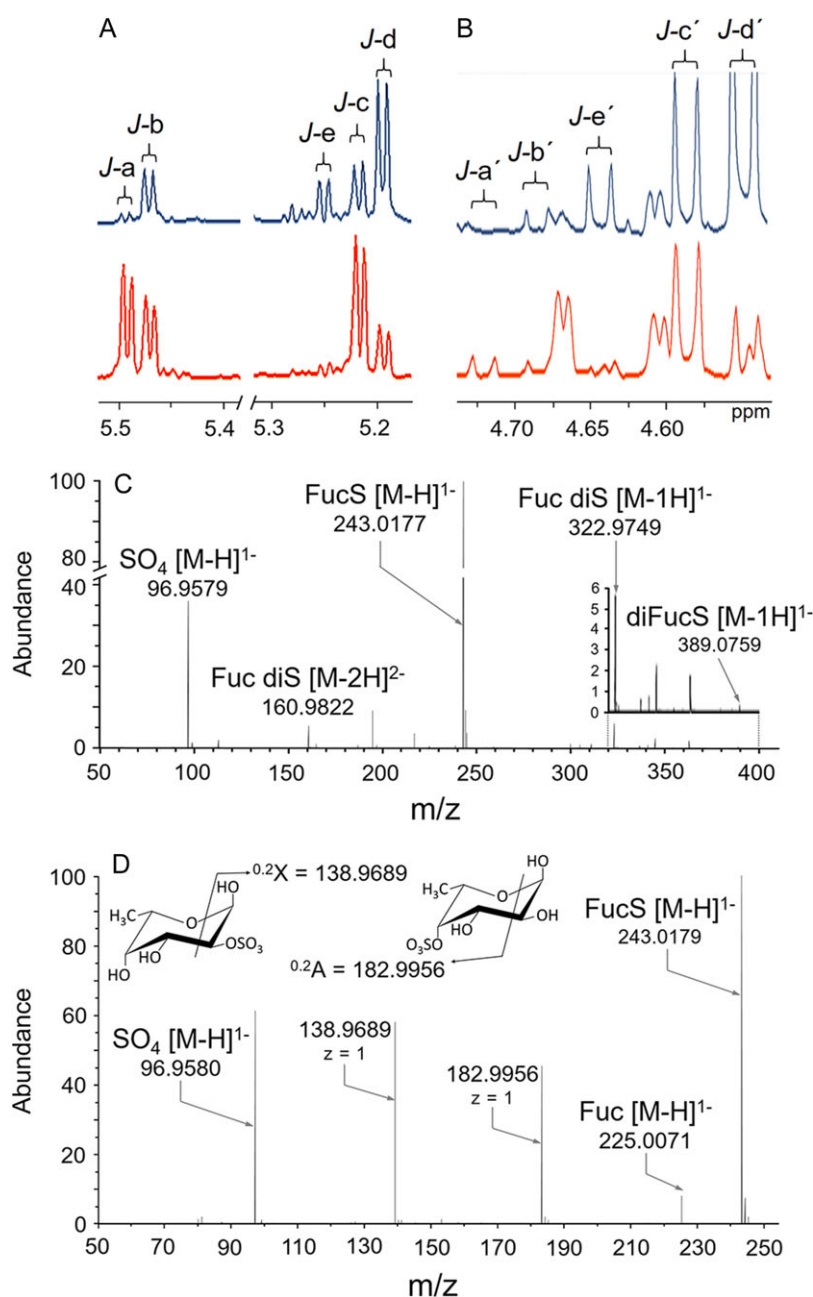 A
J-a
J-b
J-e
J-c
J-d
5.5
5.4
5.3
5.2
B
J-a´
J-b´
J-e´
J-c´
J-d´
4.70
4.65
4.60
ppm
C
Abundance
100
80
40
20
0
SO4 [M-H]1-
96.9579
Fuc diS [M-2H]2-
160.9822
FucS [M-H]1-
243.0177
Fuc diS [M-1H]1-
322.9749
diFucS [M-1H]1-
389.0759
6
5
4
3
2
1
0
50
100
150
200
250
300
350
400
m/z
D
Abundance
100
80
60
40
20
0
0.2X = 138.9689
HO
H3C
O
OSO3
HO
HO
HO
H3C
O
OH
O3SO
HO
0.2A = 182.9956
SO4 [M-H]1-
96.9580
138.9689
z = 1
182.9956
z = 1
FucS [M-H]1-
243.0179
Fuc [M-H]1-
225.0071
50
70
90
110
130
150
170
190
210
230
250
m/z